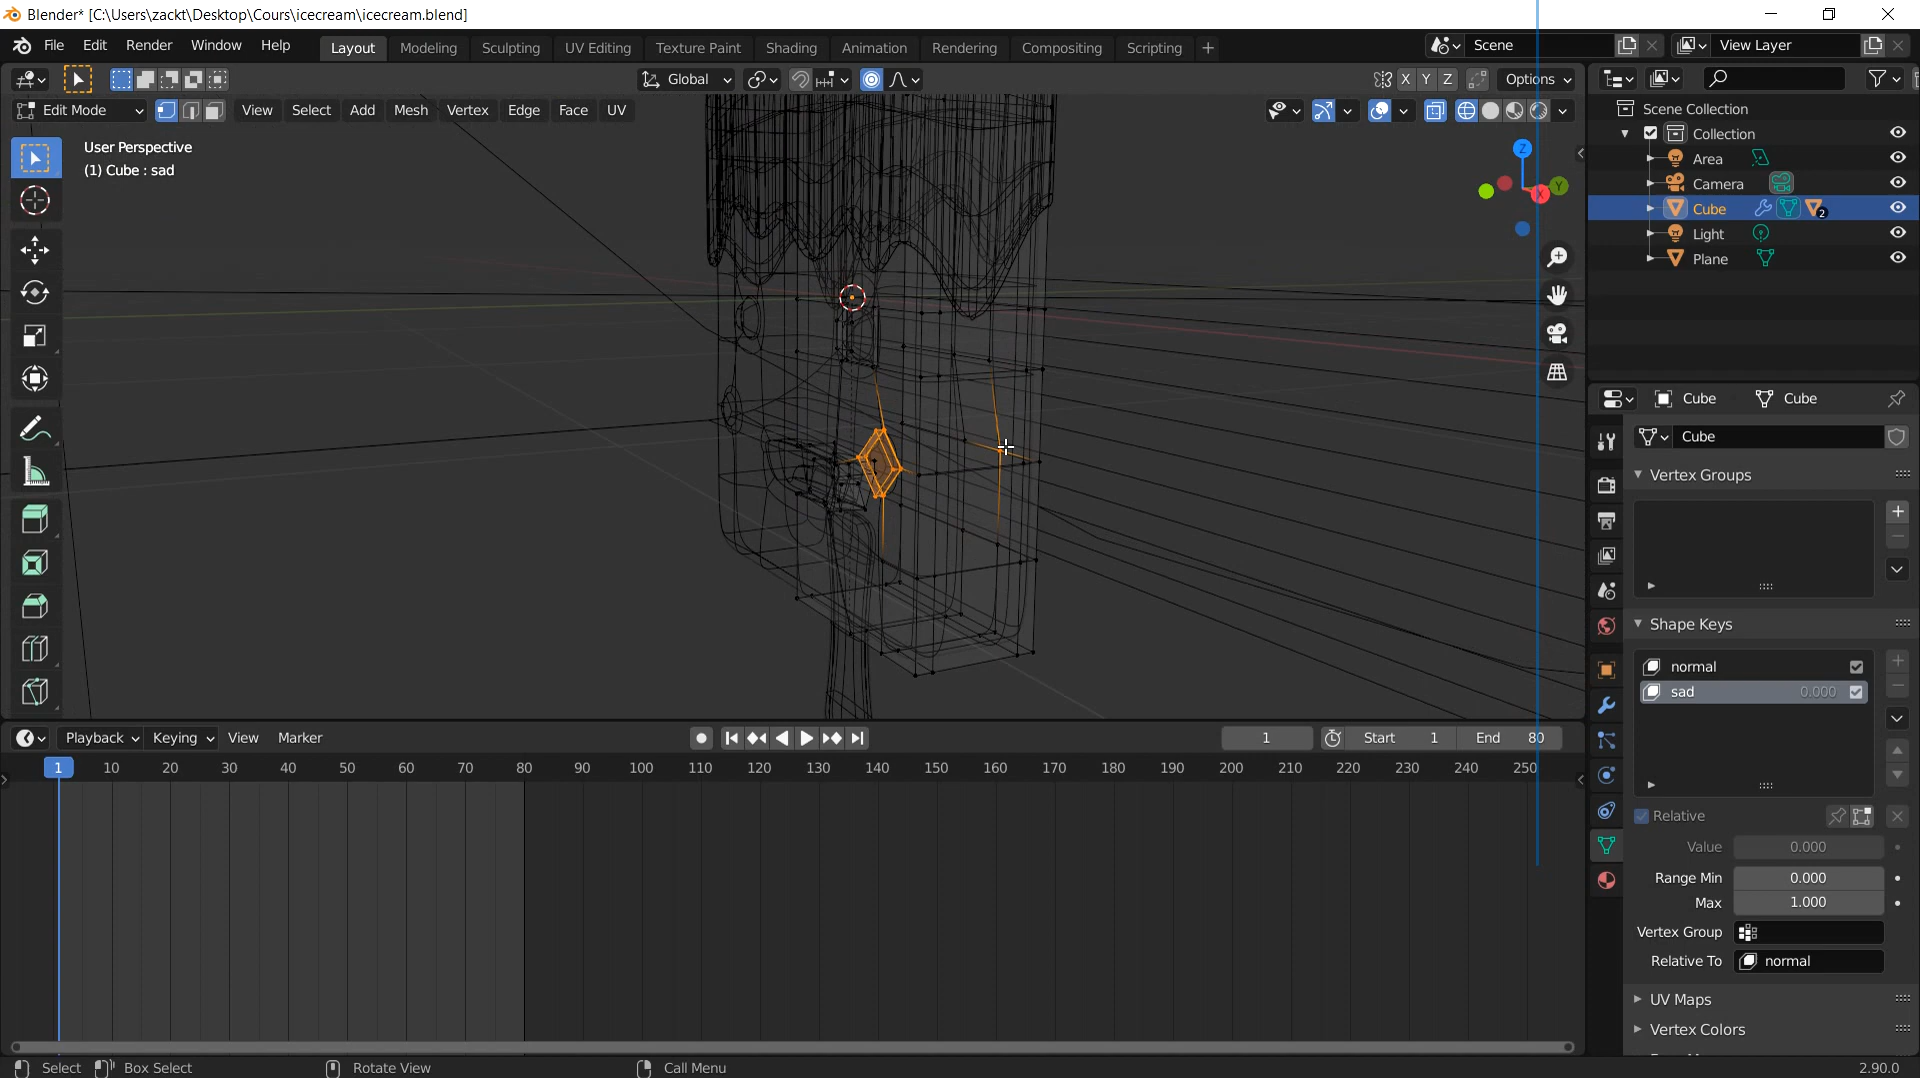 Blender* [C:\Users\zackt\Desktop\Cours\icecream\icecream.blend]
File Edit Render Window Help Layout Modeling Sculpting UV Editing Texture Paint Shading Animation Rendering Compositing Scripting + Scene View Layer
Global X Y Z Options
Edit Mode View Select Add Mesh Vertex Edge Face UV
User Perspective
(1) Cube : sad
Z
Y
X
Scene Collection
Collection
Area
Camera
Cube 2
Light
Plane
Cube Cube
Cube
Vertex Groups
Shape Keys
normal
sad 0.000
Relative
Value 0.000
Range Min 0.000
Max 1.000
Vertex Group
Relative To normal
UV Maps
Vertex Colors
Playback Keying View Marker 1 Start 1 End 80
1 10 20 30 40 50 60 70 80 90 100 110 120 130 140 150 160 170 180 190 200 210 220 230 240 250
Select Box Select Rotate View Call Menu 2.90.0